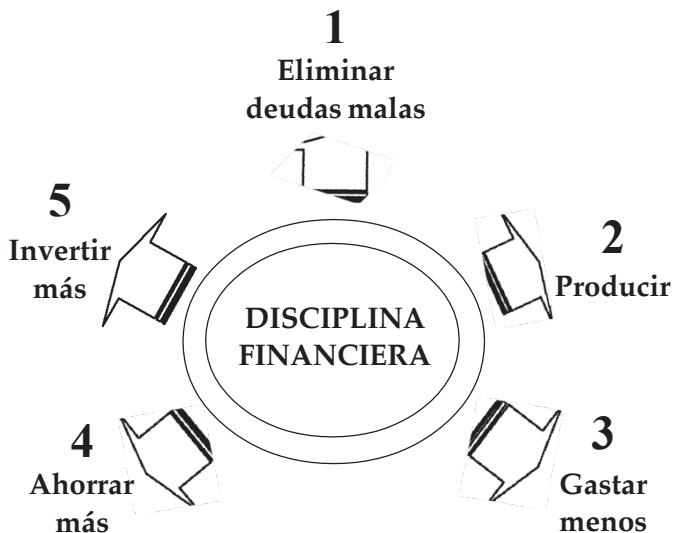 1
Eliminar
deudas malas
5
Invertir
más
2
Producir
DISCIPLINA
FINANCIERA
4
Ahorrar
más
3
Gastar
menos